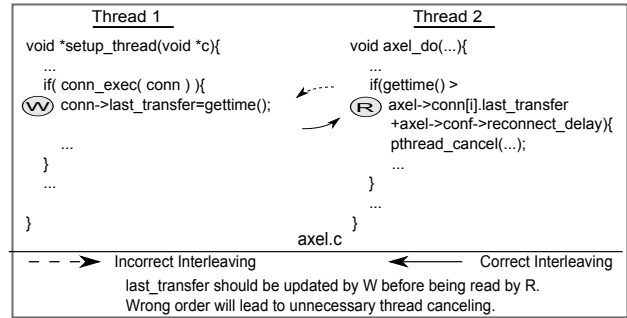 Thread 1
void *setup_thread(void *c){
...
if( conn_exec( conn ) ){
W conn->last_transfer=gettime();
...
}
...
}
Thread 2
void axel_do(...){
...
if(gettime() >
R axel->conn[i].last_transfer
+axel->conf->reconnect_delay){
pthread_cancel(...);
...
}
...
}
axel.c
Incorrect Interleaving
Correct Interleaving
last_transfer should be updated by W before being read by R.
Wrong order will lead to unnecessary thread canceling.